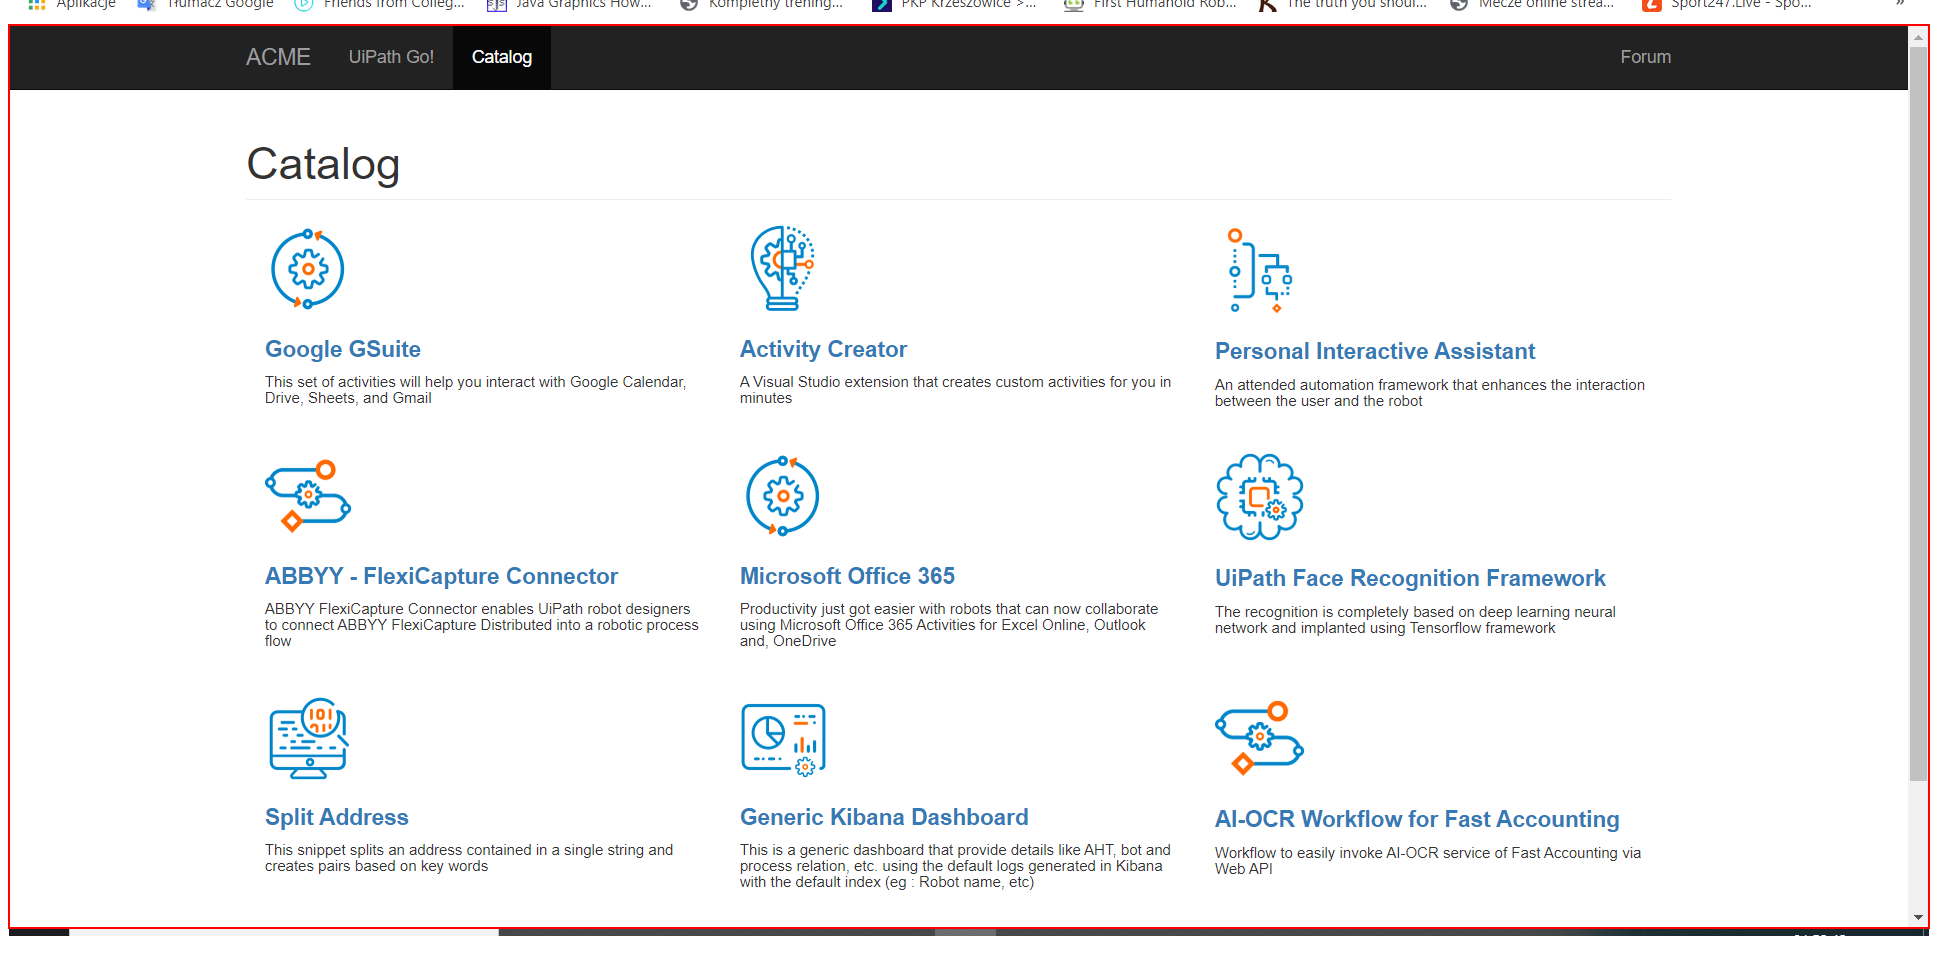 Aplikacje Tłumacz Google Friends from Colleg... Java Graphics How... Kompletny trening... PKP Krzeszowice >... First Humanoid Rob... The truth you shoul... Mecze online strea... Sport247.Live - Spo... »
ACME UiPath Go! Catalog Forum
Catalog
Google GSuite
This set of activities will help you interact with Google Calendar,
Drive, Sheets, and Gmail
Activity Creator
A Visual Studio extension that creates custom activities for you in
minutes
Personal Interactive Assistant
An attended automation framework that enhances the interaction
between the user and the robot
ABBYY - FlexiCapture Connector
ABBYY FlexiCapture Connector enables UiPath robot designers
to connect ABBYY FlexiCapture Distributed into a robotic process
flow
Microsoft Office 365
Productivity just got easier with robots that can now collaborate
using Microsoft Office 365 Activities for Excel Online, Outlook
and, OneDrive
UiPath Face Recognition Framework
The recognition is completely based on deep learning neural
network and implanted using Tensorflow framework
Split Address
This snippet splits an address contained in a single string and
creates pairs based on key words
Generic Kibana Dashboard
This is a generic dashboard that provide details like AHT, bot and
process relation, etc. using the default logs generated in Kibana
with the default index (eg : Robot name, etc)
AI-OCR Workflow for Fast Accounting
Workflow to easily invoke AI-OCR service of Fast Accounting via
Web API